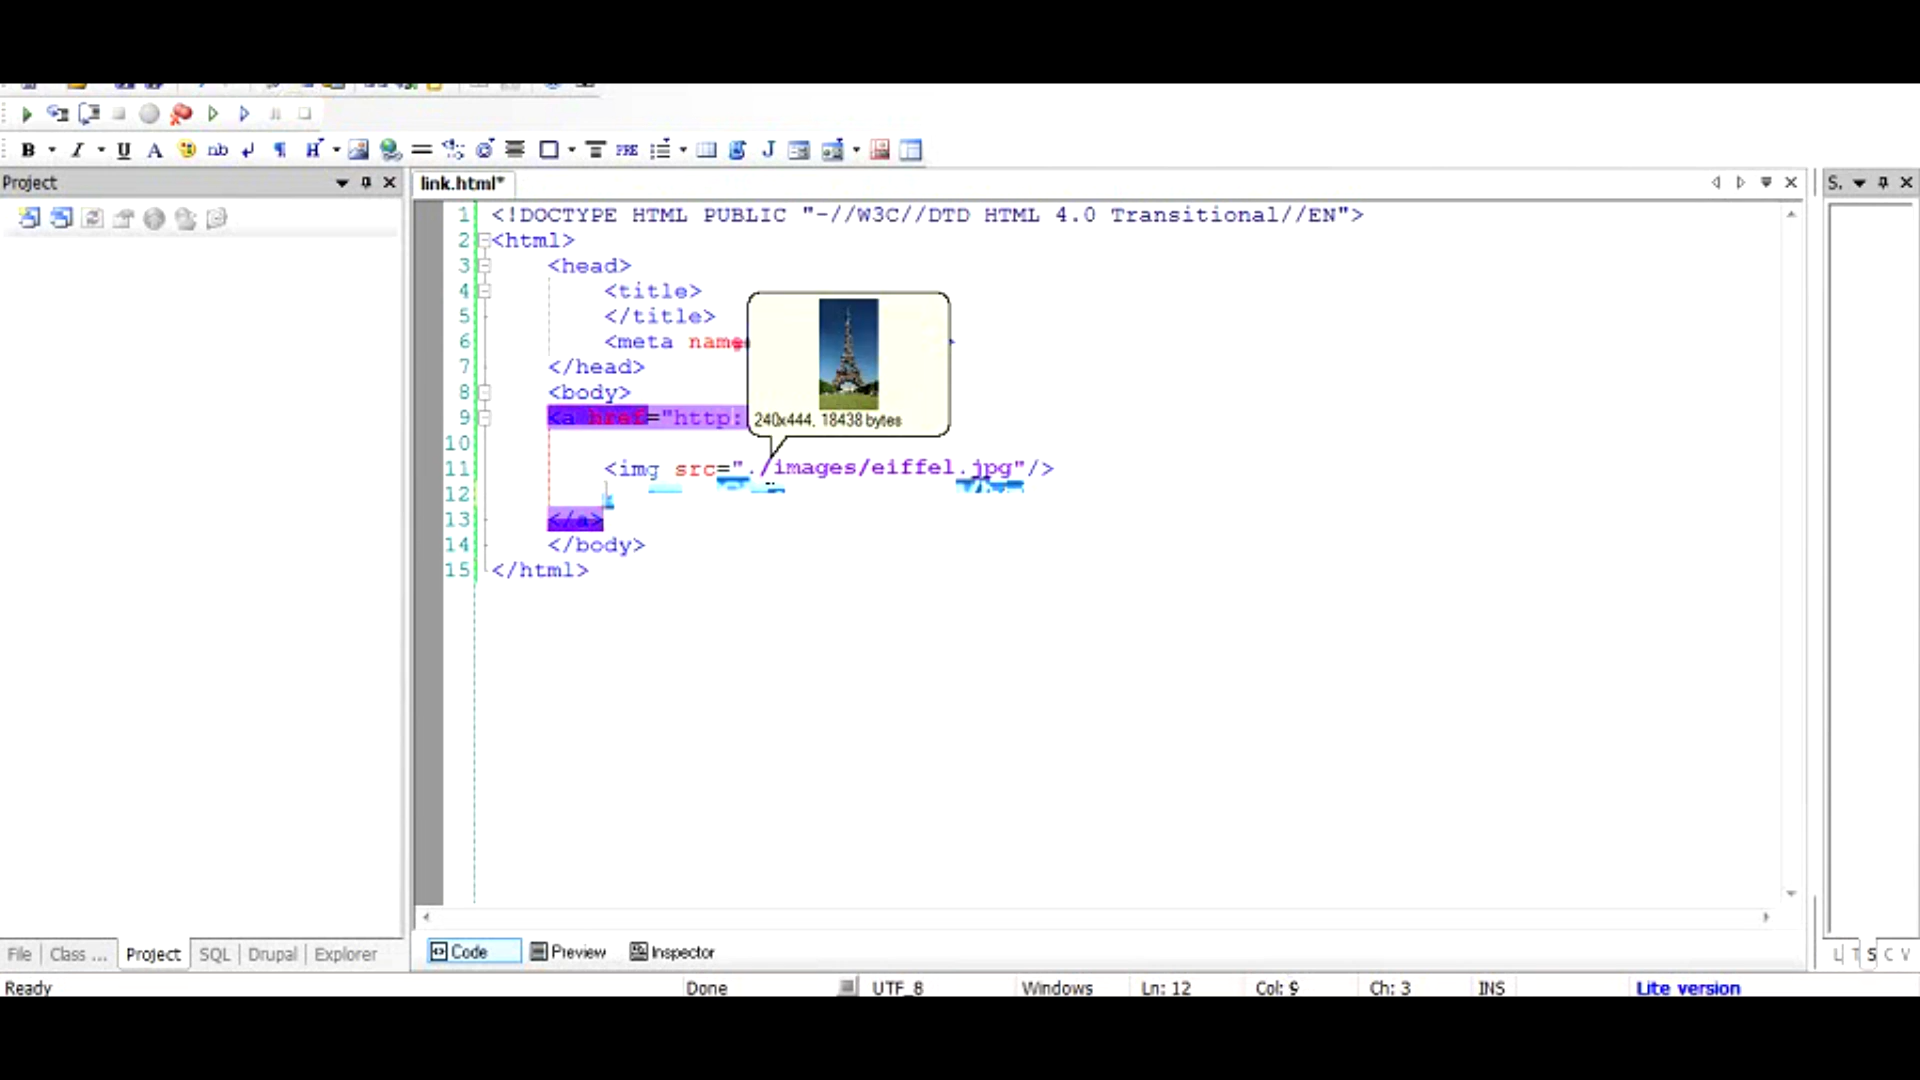 B I U A nb H PRE J
Project
link.html*
S.
1 <!DOCTYPE HTML PUBLIC "-//W3C//DTD HTML 4.0 Transitional//EN">
2 <html>
3 <head>
4 <title>
5 </title>
6 <meta name
7 </head>
8 <body>
9 <a href="http:
240x444, 18438 bytes
10
11 <img src="./images/eiffel.jpg"/>
12
13 </a>
14 </body>
15 </html>
File Class ... Project SQL Drupal Explorer
Code Preview Inspector
L T S C V
Ready Done UTF_8 Windows Ln: 12 Col: 9 Ch: 3 INS Lite version